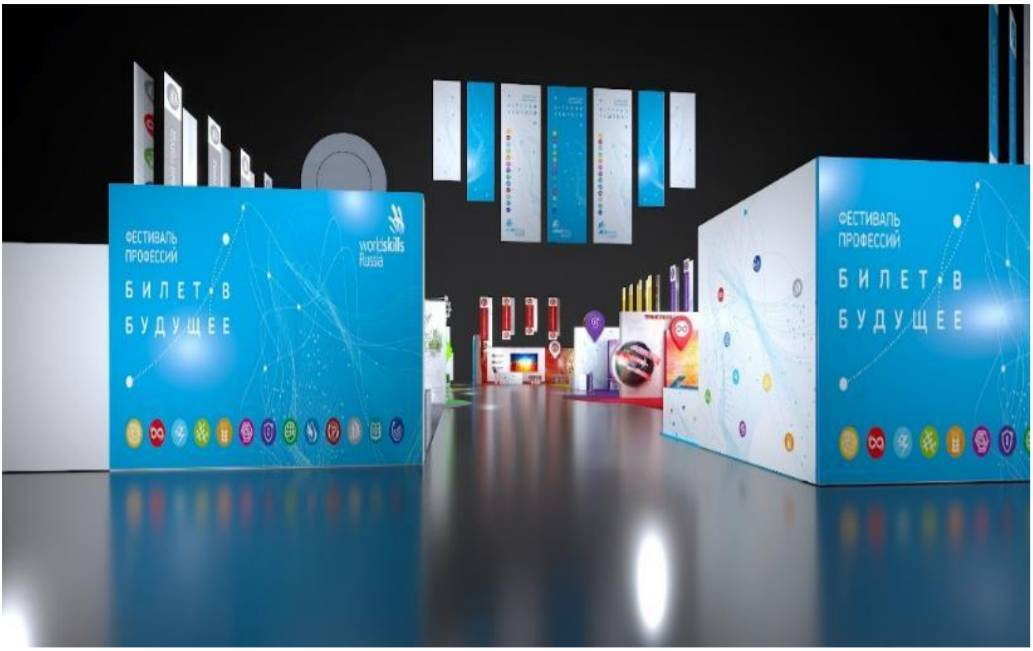 ФЕСТИВАЛЬ
ПРОФЕССИЙ
БИЛЕТ В
БУДУЩЕЕ
worldskills
Russia
ФЕСТИВАЛЬ
ПРОФЕССИЙ
БИЛЕТ В
БУДУЩЕЕ